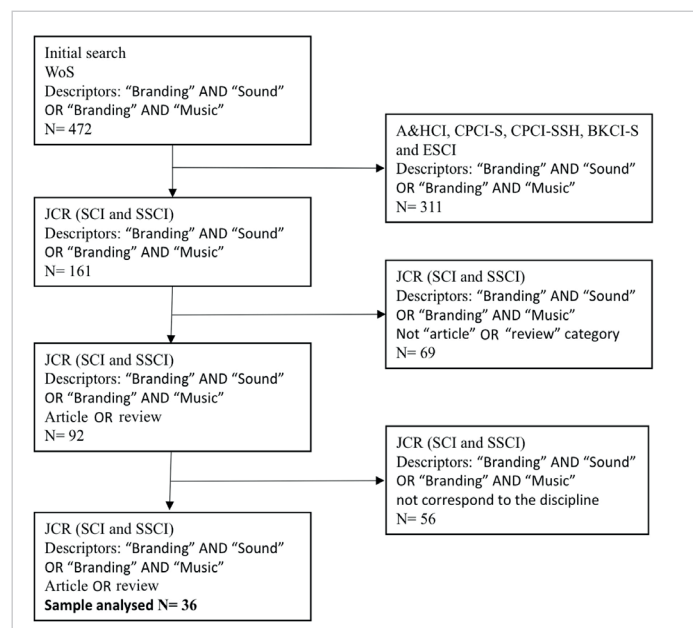 Initial search
WoS
Descriptors: “Branding” AND “Sound”
OR “Branding” AND “Music”
N= 472
A&HCI, CPCI-S, CPCI-SSH, BKCI-S
and ESCI
Descriptors: “Branding” AND “Sound”
OR “Branding” AND “Music”
N= 311
JCR (SCI and SSCI)
Descriptors: “Branding” AND “Sound”
OR “Branding” AND “Music”
N= 161
JCR (SCI and SSCI)
Descriptors: “Branding” AND “Sound”
OR “Branding” AND “Music”
Not “article” OR “review” category
N= 69
JCR (SCI and SSCI)
Descriptors: “Branding” AND “Sound”
OR “Branding” AND “Music”
Article OR review
N= 92
JCR (SCI and SSCI)
Descriptors: “Branding” AND “Sound”
OR “Branding” AND “Music”
not correspond to the discipline
N= 56
JCR (SCI and SSCI)
Descriptors: “Branding” AND “Sound”
OR “Branding” AND “Music”
Article OR review
Sample analysed N= 36